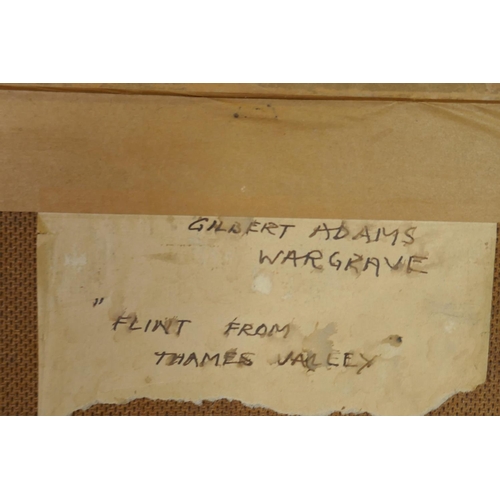 GILBERT ADAMS
WARGRAVE
"FLINT FROM
THAMES VALLEY"